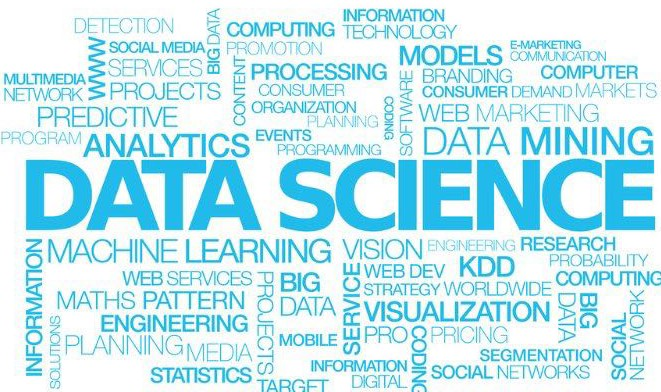 DETECTION
BIG DATA
COMPUTING
INFORMATION
TECHNOLOGY
WWW
SOCIAL MEDIA
PROMOTION
MODELS
E-MARKETING
COMMUNICATION
SERVICES
CONTENT
PROCESSING
BRANDING
COMPUTER
MULTIMEDIA
NETWORK
PROJECTS
CONSUMER
CODING
SOFTWARE
CONSUMER DEMAND MARKETS
PREDICTIVE
ORGANIZATION
PLANNING
WEB MARKETING
PROGRAM
ANALYTICS
EVENTS
PROGRAMMING
DATA MINING
DATA SCIENCE
INFORMATION
MACHINE LEARNING
VISION
ENGINEERING
RESEARCH
PROBABILITY
WEB SERVICES
PROJECTS
BIG
DATA
SERVICE
WEB DEV
KDD
COMPUTING
STRATEGY WORLDWIDE
MATHS PATTERN
VISUALIZATION
BIG
DATA
SOCIAL
NETWORK
SOLUTIONS
ENGINEERING
PLANNING
MEDIA
MOBILE
PRO
CODING
PRICING
SEGMENTATION
STATISTICS
INFORMATION
SOCIAL NETWORKS
TARGET
DIGITAL